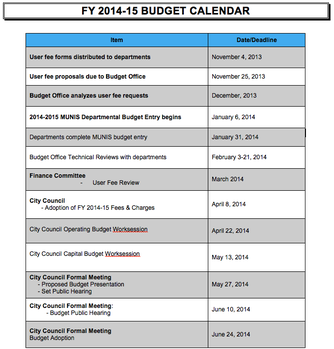 FY 2014-15 BUDGET CALENDAR
Item Date/Deadline
User fee forms distributed to departments November 4, 2013
User fee proposals due to Budget Office November 25, 2013
Budget Office analyzes user fee requests December, 2013
2014-2015 MUNIS Departmental Budget Entry begins January 6, 2014
Departments complete MUNIS budget entry January 31, 2014
Budget Office Technical Reviews with departments February 3-21, 2014
Finance Committee
- User Fee Review March 2014
City Council
- Adoption of FY 2014-15 Fees & Charges April 8, 2014
City Council Operating Budget Worksession April 22, 2014
City Council Capital Budget Worksession May 13, 2014
City Council Formal Meeting
- Proposed Budget Presentation May 27, 2014
- Set Public Hearing
City Council Formal Meeting:
- Budget Public Hearing June 10, 2014
City Council Formal Meeting
Budget Adoption June 24, 2014